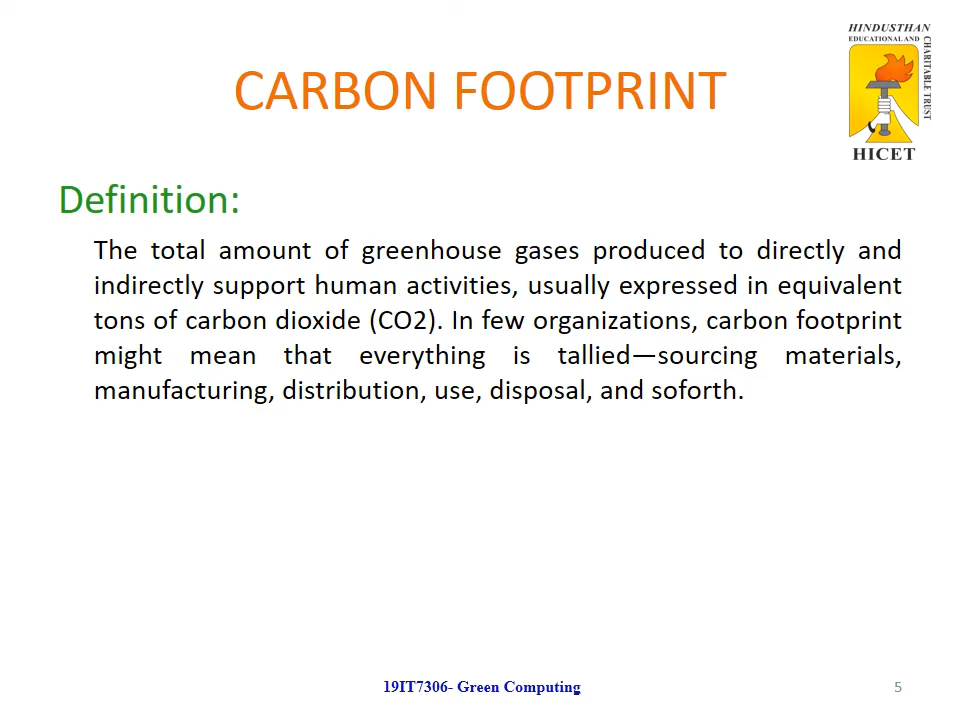 HINDUSTHAN
EDUCATIONAL AND
CHARITABLE TRUST
HICET
CARBON FOOTPRINT
Definition:
The total amount of greenhouse gases produced to directly and
indirectly support human activities, usually expressed in equivalent
tons of carbon dioxide (CO2). In few organizations, carbon footprint
might mean that everything is tallied—sourcing materials,
manufacturing, distribution, use, disposal, and soforth.
19IT7306- Green Computing
5